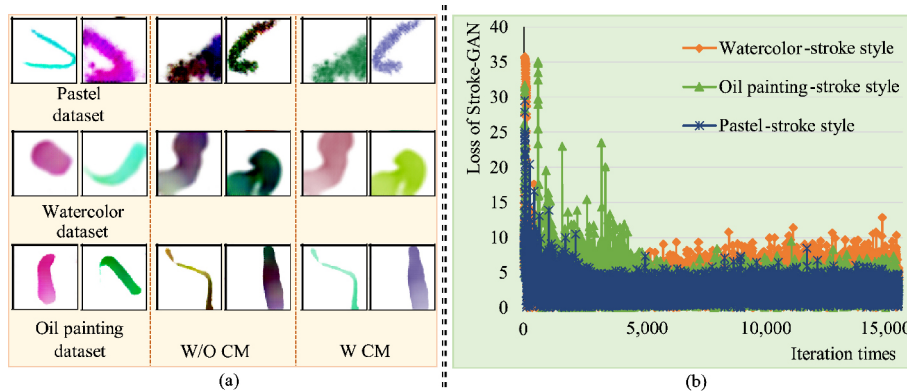 Pastel
dataset
Watercolor
dataset
Oil painting
dataset
W/O CM
W CM
(a)
Loss of Stroke-GAN
40
35
30
25
20
15
10
5
0
Watercolor-stroke style
Oil painting-stroke style
Pastel-stroke style
0
5,000
10,000
15,000
Iteration times
(b)